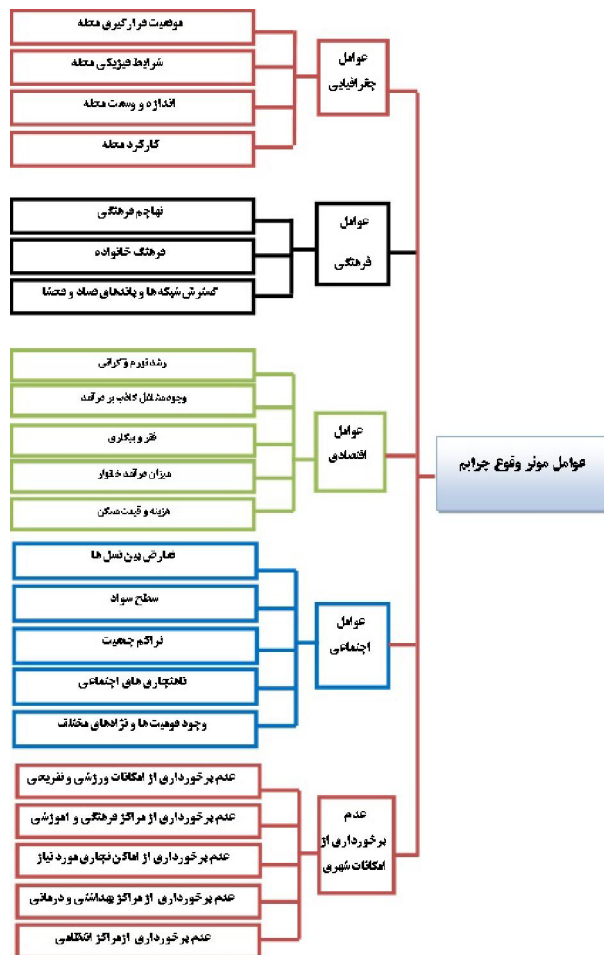 عوامل موثر وقوع جرایم
عوامل
جغرافیایی
موقعیت قرارگیری محله
شرایط فیزیکی محله
اندازه و وسعت محله
کارکرد محله
عوامل
فرهنگی
تهاجم فرهنگی
فرهنگ خانواده
گسترش شبکه ها و باندهای فساد و فحشا
عوامل
اقتصادی
رشد تورم و گرانی
وجود مشاغل کاذب پر درآمد
فقر و بیکاری
میزان درآمد خانوار
هزینه و قیمت مسکن
عوامل
اجتماعی
تعارض بین نسل ها
سطح سواد
تراکم جمعیت
ناهنجاری های اجتماعی
وجود قومیت ها و نژادهای مختلف
عدم
برخورداری از
امکانات شهری
عدم برخورداری از امکانات ورزشی و تفریحی
عدم برخورداری از مراکز فرهنگی و آموزشی
عدم برخورداری از اماکن تجاری مورد نیاز
عدم برخورداری از مراکز بهداشتی و درمانی
عدم برخورداری ازمراکز انتظامی